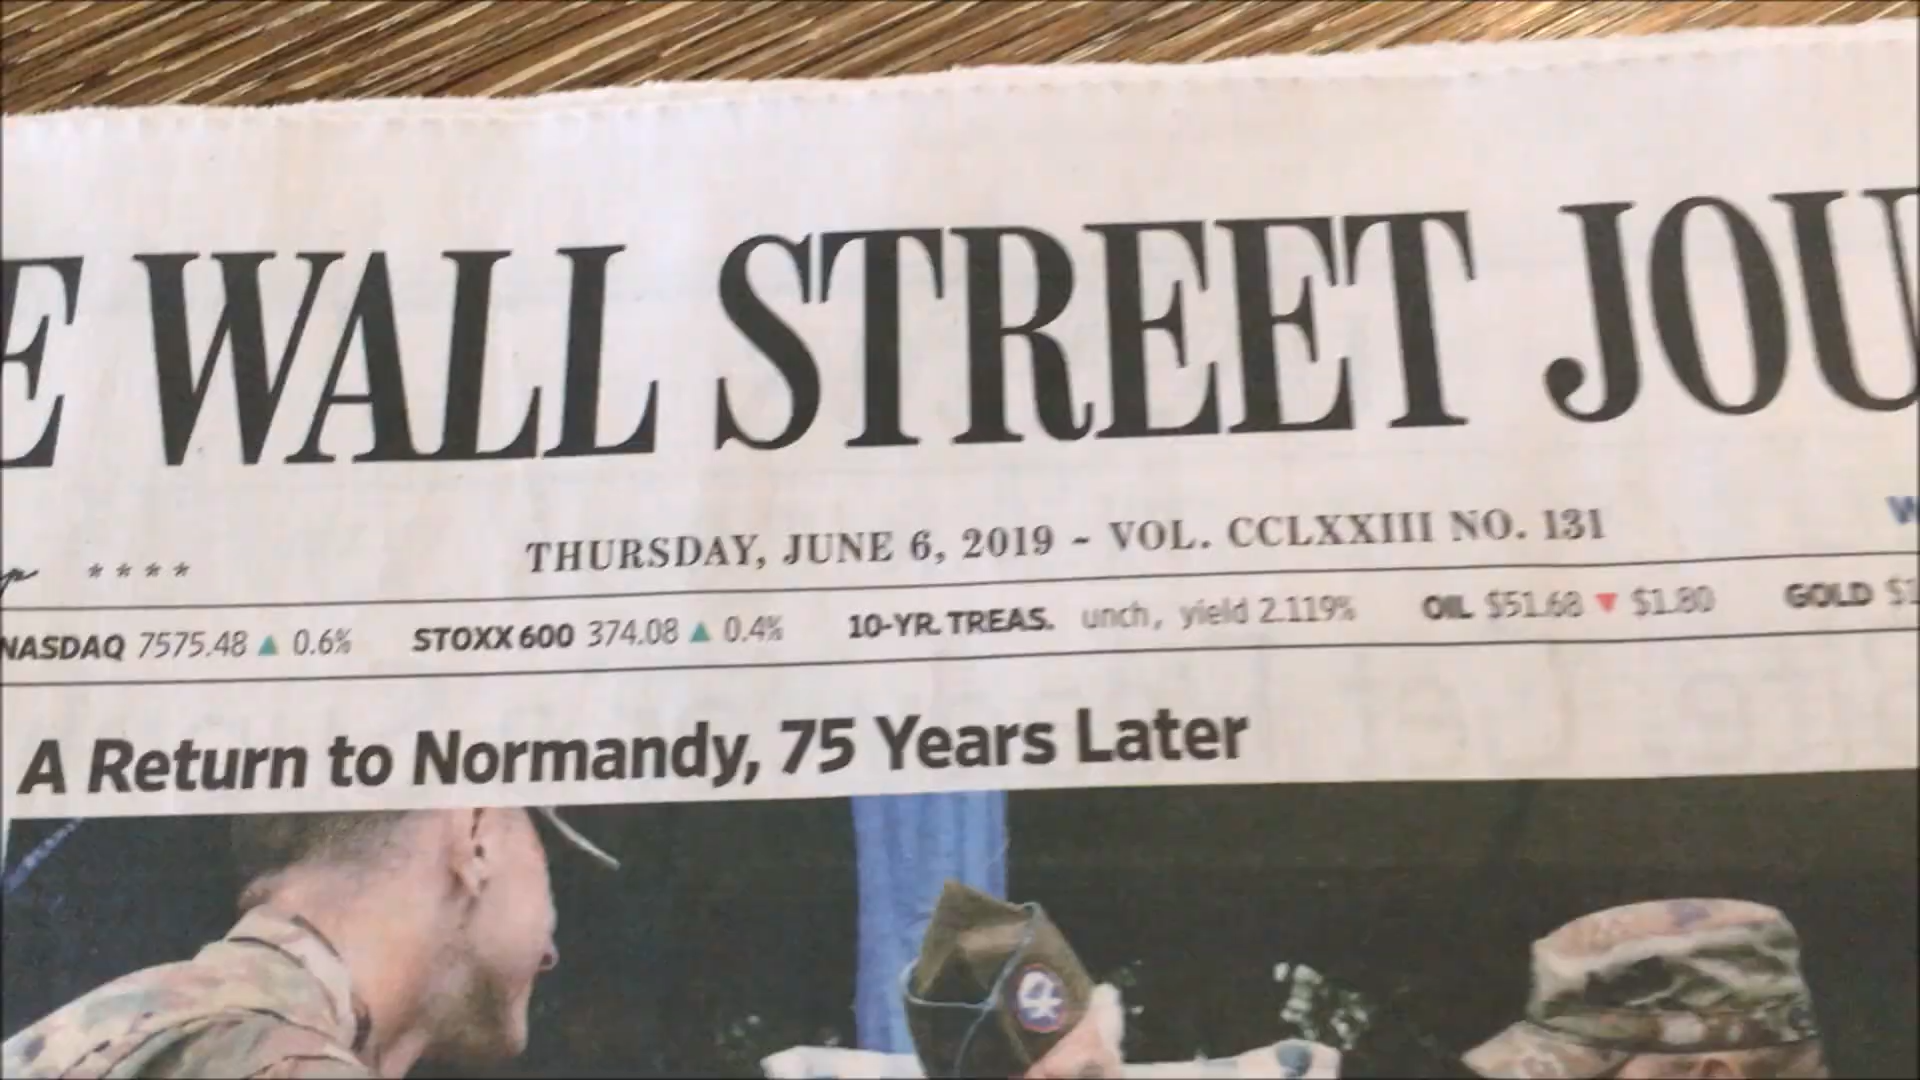 E WALL STREET JOU
****
THURSDAY, JUNE 6, 2019 ~ VOL. CCLXXIII NO. 131
W
NASDAQ 7575.48 ▲ 0.6% STOXX 600 374.08 ▲ 0.4% 10-YR. TREAS. unch, yield 2.119% OIL $51.68 ▼ $1.80 GOLD $1
A Return to Normandy, 75 Years Later